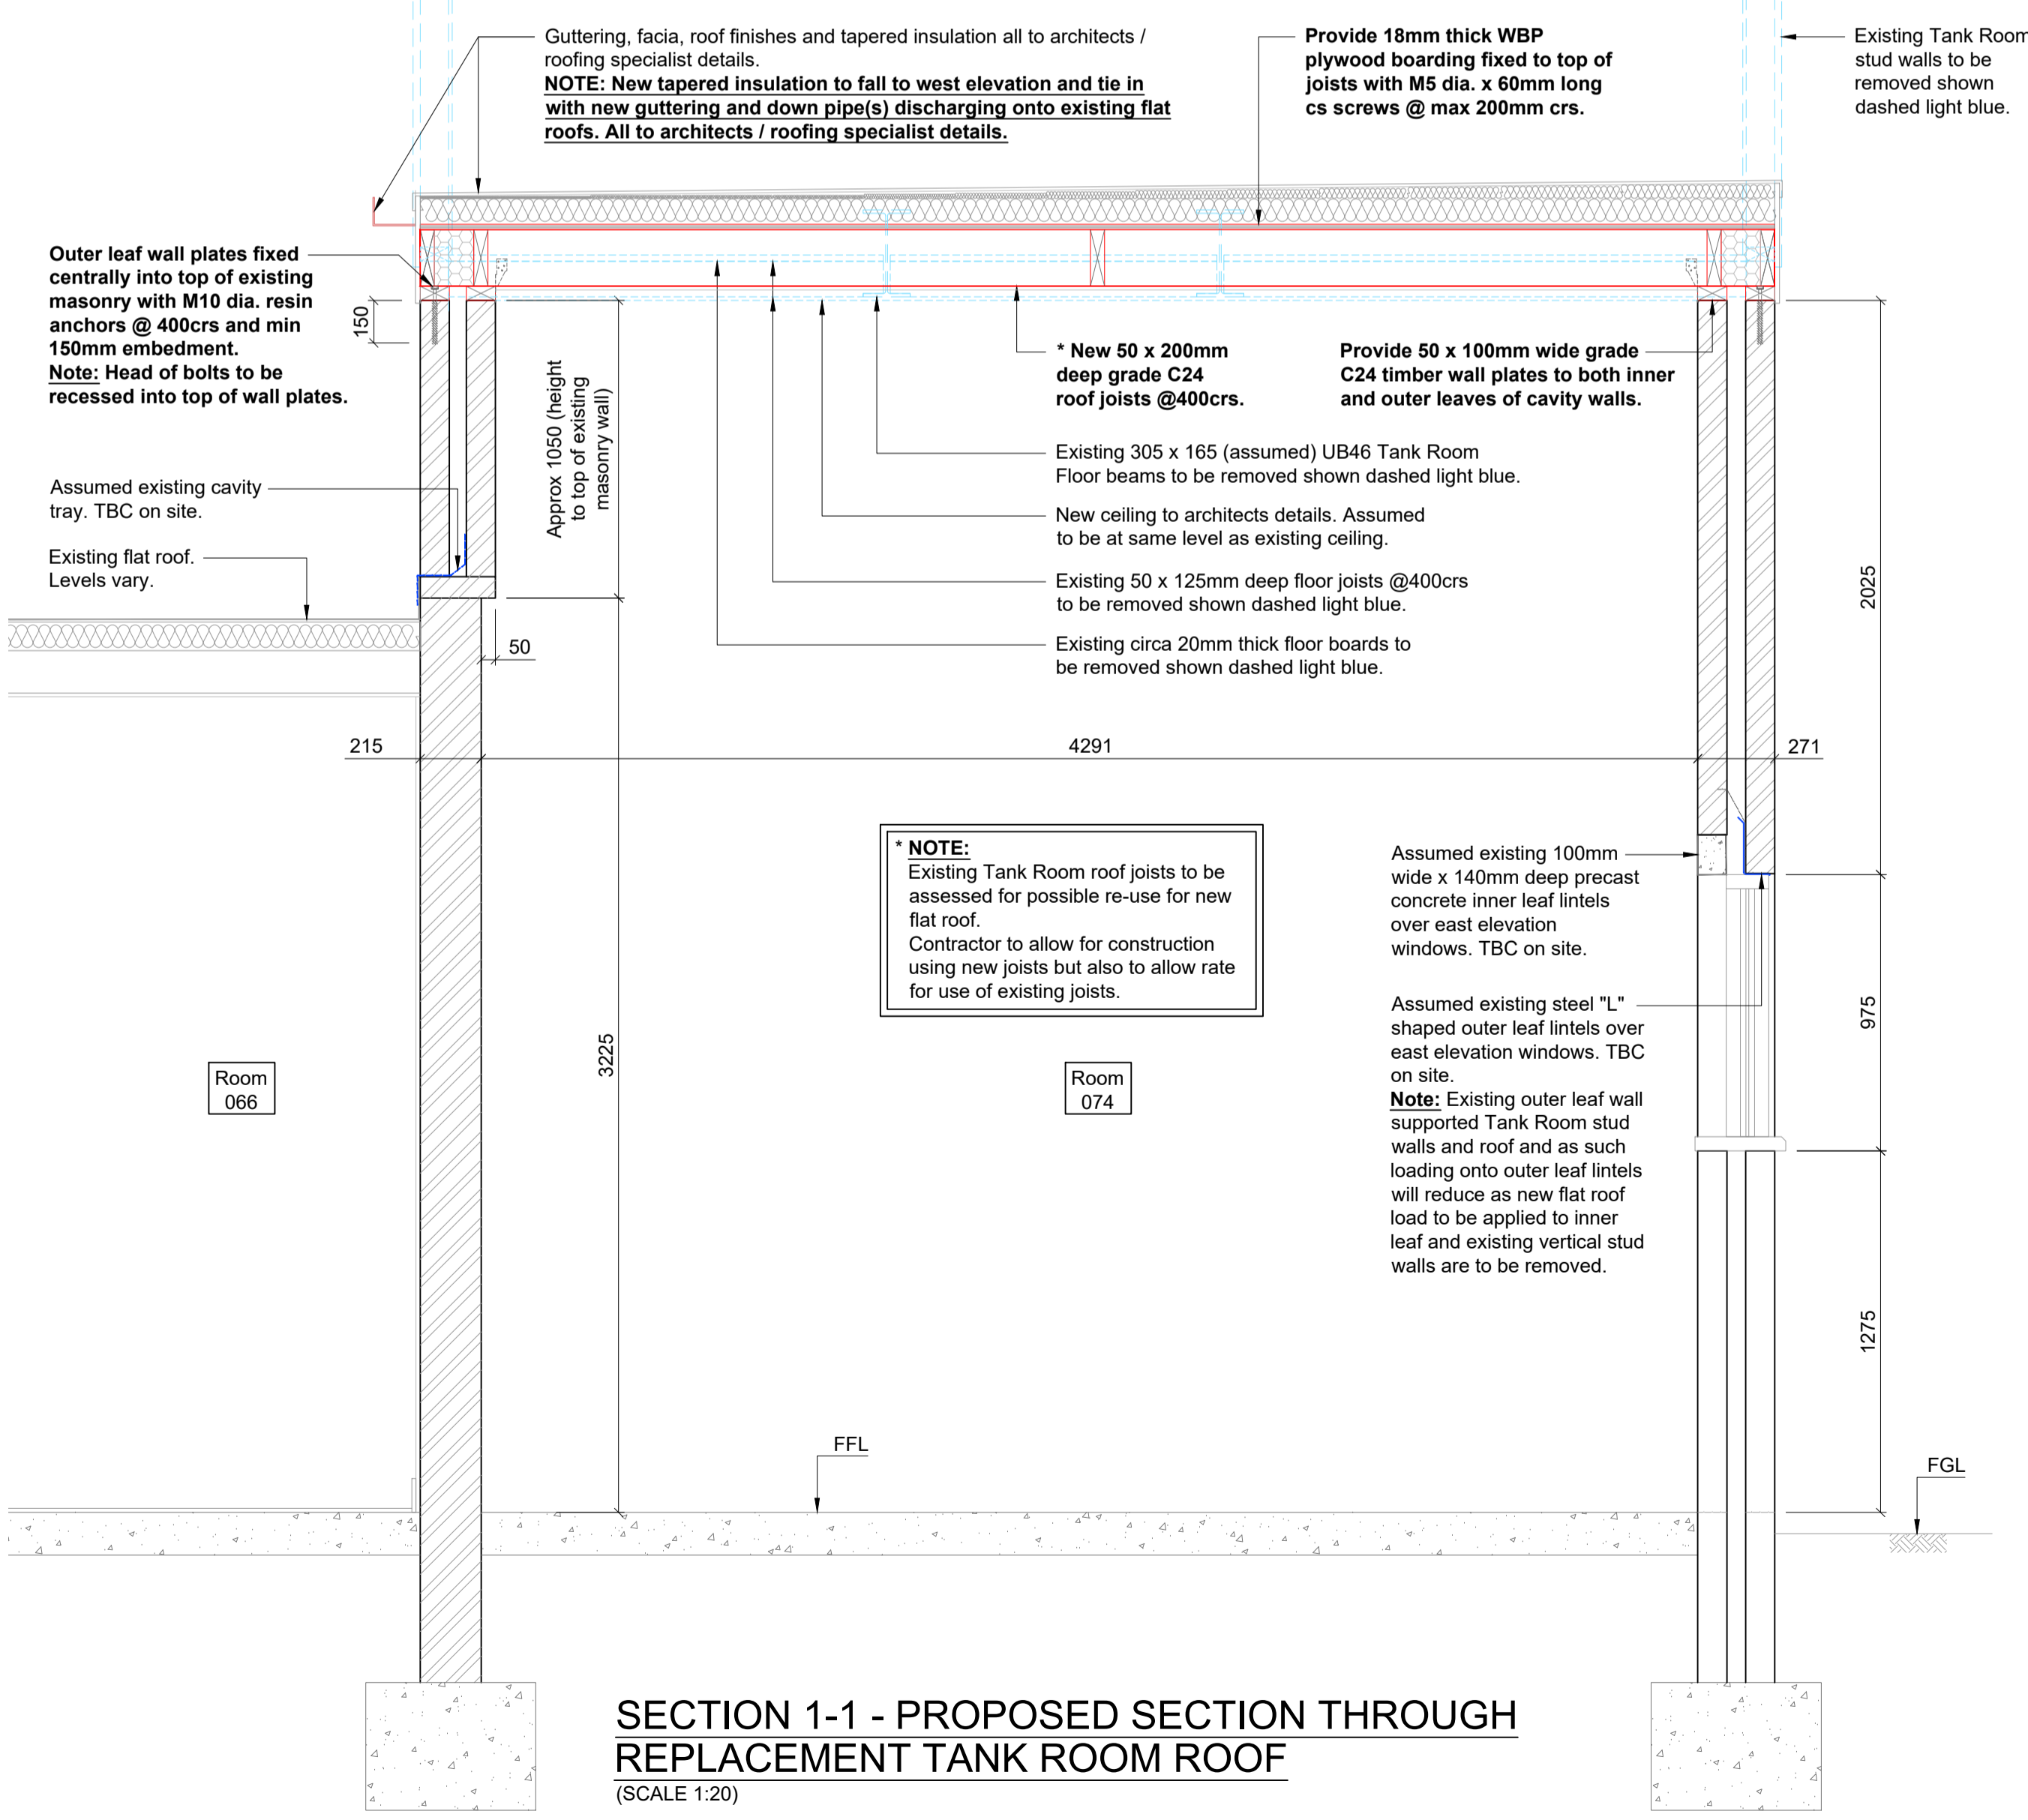 Guttering, facia, roof finishes and tapered insulation all to architects /
roofing specialist details.
NOTE: New tapered insulation to fall to west elevation and tie in
with new guttering and down pipe(s) discharging onto existing flat
roofs. All to architects / roofing specialist details.
Provide 18mm thick WBP
plywood boarding fixed to top of
joists with M5 dia. x 60mm long
cs screws @ max 200mm crs.
Existing Tank Room
stud walls to be
removed shown
dashed light blue.
Outer leaf wall plates fixed
centrally into top of existing
masonry with M10 dia. resin
anchors @ 400crs and min
150mm embedment.
Note: Head of bolts to be
recessed into top of wall plates.
150
Approx 1050 (height
to top of existing
masonry wall)
* New 50 x 200mm
deep grade C24
roof joists @400crs.
Provide 50 x 100mm wide grade
C24 timber wall plates to both inner
and outer leaves of cavity walls.
Existing 305 x 165 (assumed) UB46 Tank Room
Floor beams to be removed shown dashed light blue.
Assumed existing cavity
tray. TBC on site.
New ceiling to architects details. Assumed
to be at same level as existing ceiling.
Existing flat roof.
Levels vary.
Existing 50 x 125mm deep floor joists @400crs
to be removed shown dashed light blue.
2025
50
Existing circa 20mm thick floor boards to
be removed shown dashed light blue.
215
4291
271
* NOTE:
Existing Tank Room roof joists to be
assessed for possible re-use for new
flat roof.
Contractor to allow for construction
using new joists but also to allow rate
for use of existing joists.
Assumed existing 100mm
wide x 140mm deep precast
concrete inner leaf lintels
over east elevation
windows. TBC on site.
Assumed existing steel "L"
shaped outer leaf lintels over
east elevation windows. TBC
on site.
Note: Existing outer leaf wall
supported Tank Room stud
walls and roof and as such
loading onto outer leaf lintels
will reduce as new flat roof
load to be applied to inner
leaf and existing vertical stud
walls are to be removed.
975
3225
Room
066
Room
074
1275
FFL
FGL
SECTION 1-1 - PROPOSED SECTION THROUGH
REPLACEMENT TANK ROOM ROOF
(SCALE 1:20)